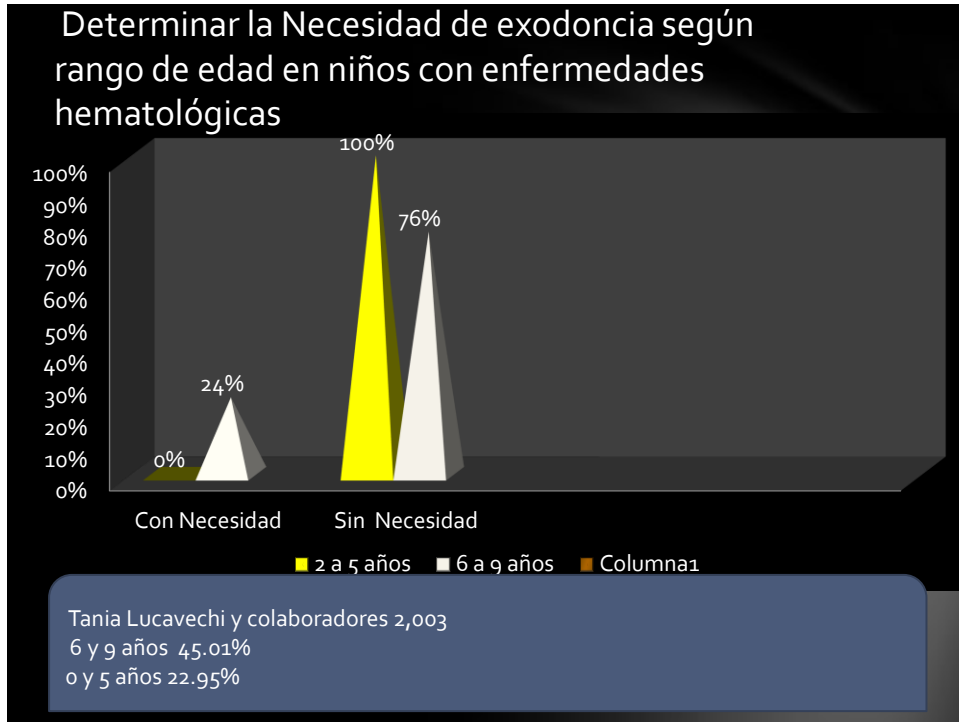 Determinar la Necesidad de exodoncia según
rango de edad en niños con enfermedades
hematológicas
100%
90%
80%
70%
60%
50%
40%
30%
20%
10%
0%
0%
24%
100%
76%
Con Necesidad
Sin Necesidad
2 a 5 años
6 a 9 años
Columna1
Tania Lucavechi y colaboradores 2,003
6 y 9 años 45.01%
0 y 5 años 22.95%